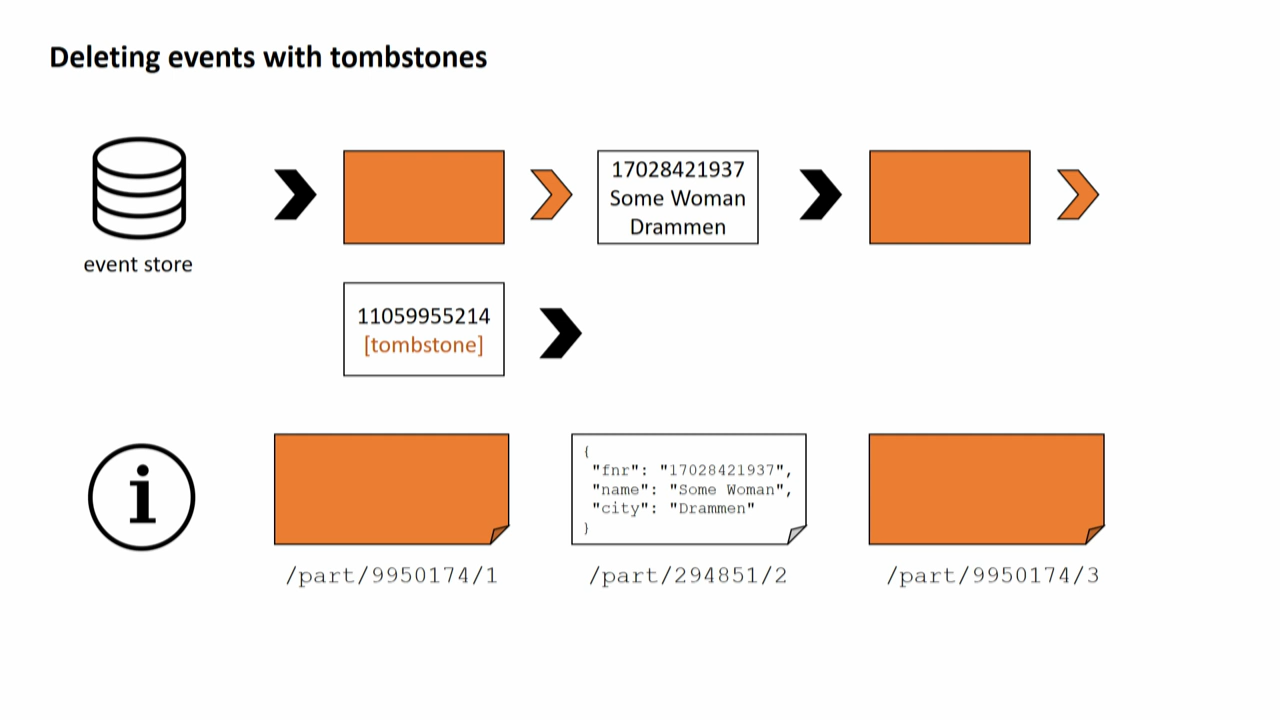 Deleting events with tombstones
17028421937
Some Woman
Drammen
event store
11059955214
[tombstone]
{
"fnr": "17028421937",
"name": "Some Woman",
"city": "Drammen"
}
/part/9950174/1
/part/294851/2
/part/9950174/3